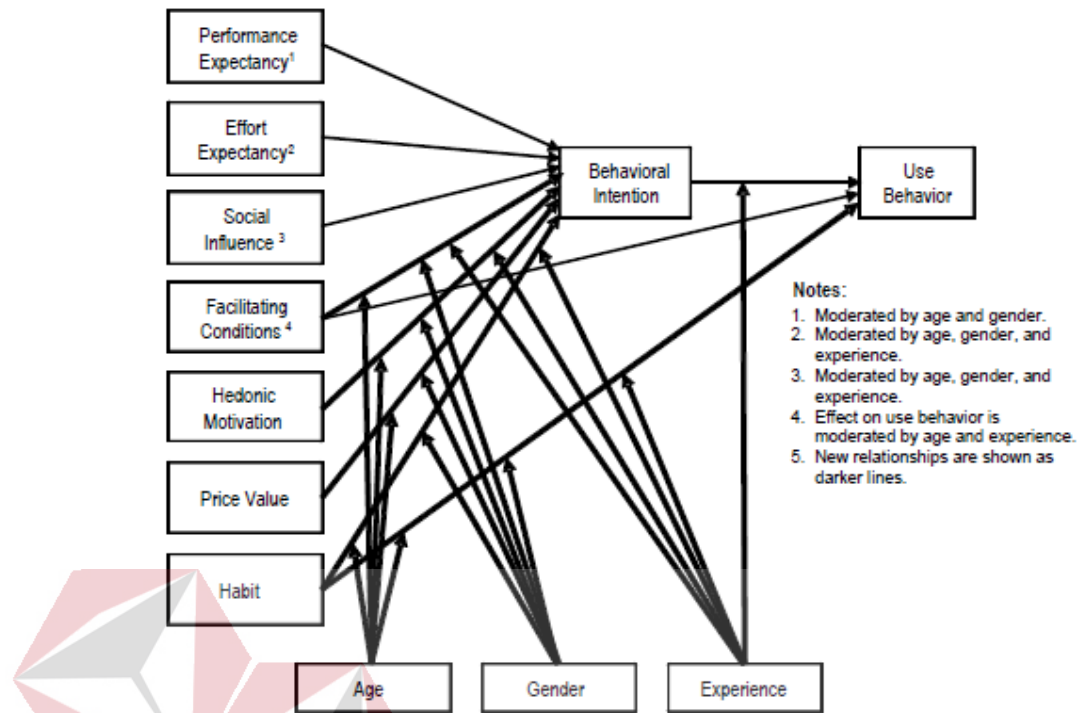 Performance
Expectancy1
Effort
Expectancy2
Social
Influence 3
Facilitating
Conditions 4
Hedonic
Motivation
Price Value
Habit
Behavioral
Intention
Use
Behavior
Notes:
1. Moderated by age and gender.
2. Moderated by age, gender, and
experience.
3. Moderated by age, gender, and
experience.
4. Effect on use behavior is
moderated by age and experience.
5. New relationships are shown as
darker lines.
Age
Gender
Experience